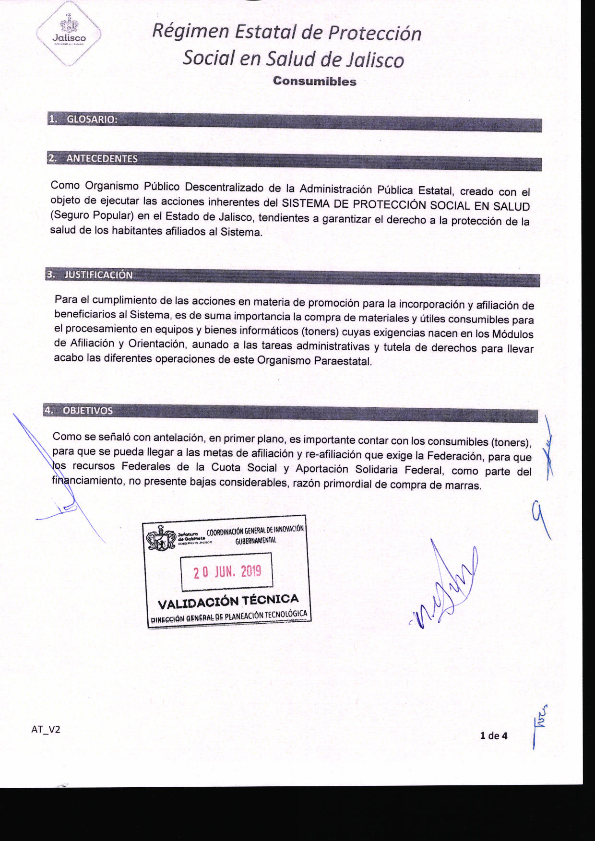 Jalisco
Régimen Estatal de Protección
Social en Salud de Jalisco
Consumibles
1. GLOSARIO:
2. ANTECEDENTES
Como Organismo Público Descentralizado de la Administración Pública Estatal, creado con el
objeto de ejecutar las acciones inherentes del SISTEMA DE PROTECCIÓN SOCIAL EN SALUD
(Seguro Popular) en el Estado de Jalisco, tendientes a garantizar el derecho a la protección de la
salud de los habitantes afiliados al Sistema.
3. JUSTIFICACIÓN
Para el cumplimiento de las acciones en materia de promoción para la incorporación y afiliación de
beneficiarios al Sistema, es de suma importancia la compra de materiales y útiles consumibles para
el procesamiento en equipos y bienes informáticos (toners) cuyas exigencias nacen en los Módulos
de Afiliación y Orientación, aunado a las tareas administrativas y tutela de derechos para llevar
acabo las diferentes operaciones de este Organismo Paraestatal.
4. OBJETIVOS
Como se señaló con antelación, en primer plano, es importante contar con los consumibles (toners),
para que se pueda llegar a las metas de afiliación y re-afiliación que exige la Federación, para que
los recursos Federales de la Cuota Social y Aportación Solidaria Federal, como parte del
financiamiento, no presente bajas considerables, razón primordial de compra de marras.
Jefatura
de Gabinete
COORDINACIÓN GENERAL DE INNOVACIÓN
GUBERNAMENTAL
20 JUN. 2019
VALIDACIÓN TÉCNICA
DIRECCIÓN GENERAL DE PLANEACIÓN TECNOLÓGICA
AT_V2
1 de 4